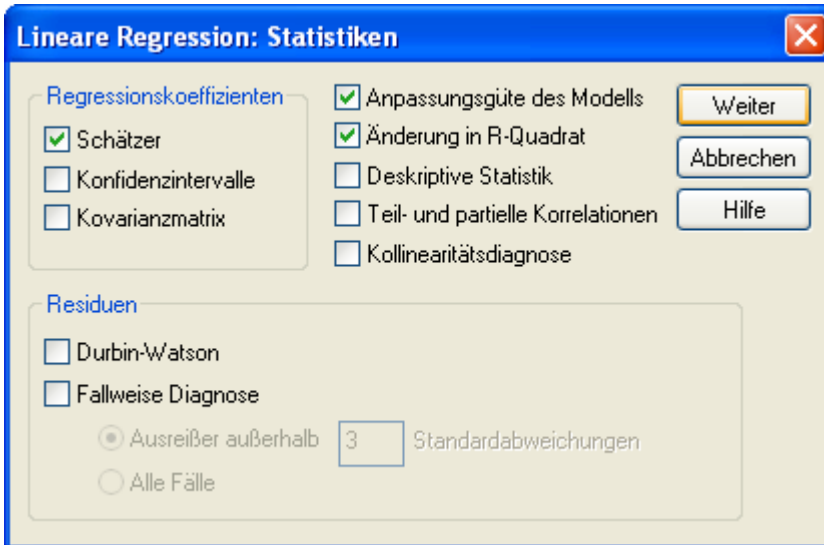 Lineare Regression: Statistiken
Regressionskoeffizienten
Schätzer
Konfidenzintervalle
Kovarianzmatrix
Anpassungsgüte des Modells
Änderung in R-Quadrat
Deskriptive Statistik
Teil- und partielle Korrelationen
Kollinearitätsdiagnose
Weiter
Abbrechen
Hilfe
Residuen
Durbin-Watson
Fallweise Diagnose
Ausreißer außerhalb 3 Standardabweichungen
Alle Fälle